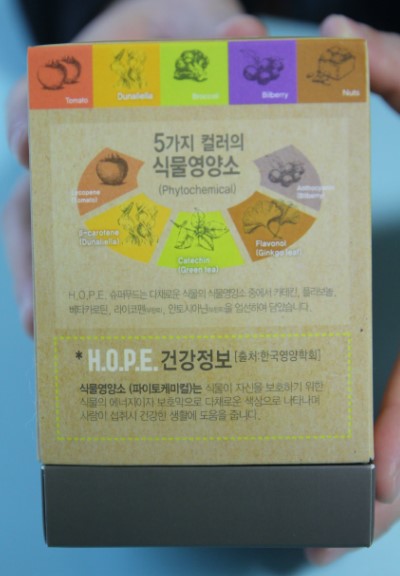 Tomato Dunaliella Broccoli Bilberry Nuts
5가지 컬러의
식물영양소
(Phytochemical)
Lycopene
(Tomato)
Anthocyanin
(Bilberry)
β-carotene
(Dunaliella)
Flavonol
(Ginkgo leaf)
Catechin
(Green tea)
H.O.P.E. 슈퍼푸드는 다채로운 식물의 식물영양소 중에서 카테킨, 플라보놀,
베타카로틴, 라이코펜 안토시아닌 을 엄선하여 담았습니다.
* H.O.P.E. 건강정보 [출처:한국영양학회]
식물영양소 (파이토케미컬)는 식물이 자신을 보호하기 위한
식물의 에너지이자 보호막으로 다채로운 색상으로 나타나며
사람이 섭취시 건강한 생활에 도움을 줍니다.